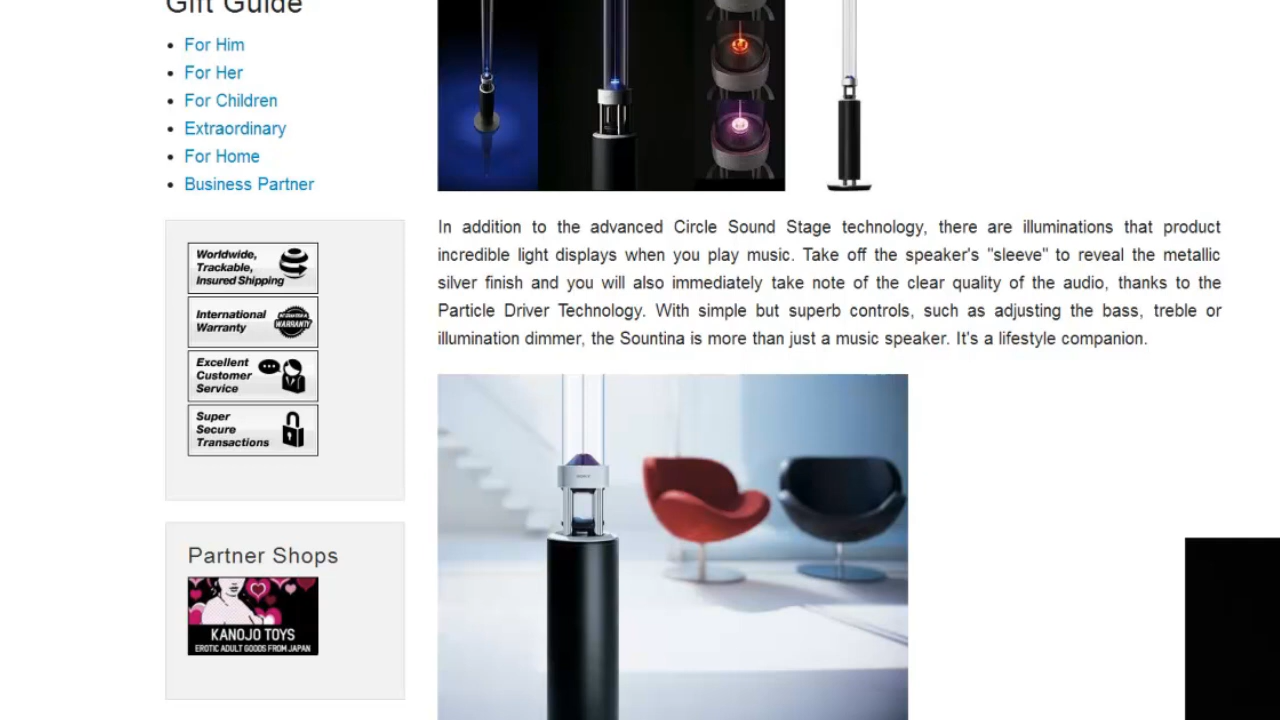 Gift Guide
For Him
For Her
For Children
Extraordinary
For Home
Business Partner
Worldwide,
Trackable,
Insured Shipping
International
Warranty
WARRANTY
Excellent
Customer
Service
Super
Secure
Transactions
Partner Shops
KANOJO TOYS
EROTIC ADULT GOODS FROM JAPAN
In addition to the advanced Circle Sound Stage technology, there are illuminations that product
incredible light displays when you play music. Take off the speaker's "sleeve" to reveal the metallic
silver finish and you will also immediately take note of the clear quality of the audio, thanks to the
Particle Driver Technology. With simple but superb controls, such as adjusting the bass, treble or
illumination dimmer, the Sountina is more than just a music speaker. It's a lifestyle companion.